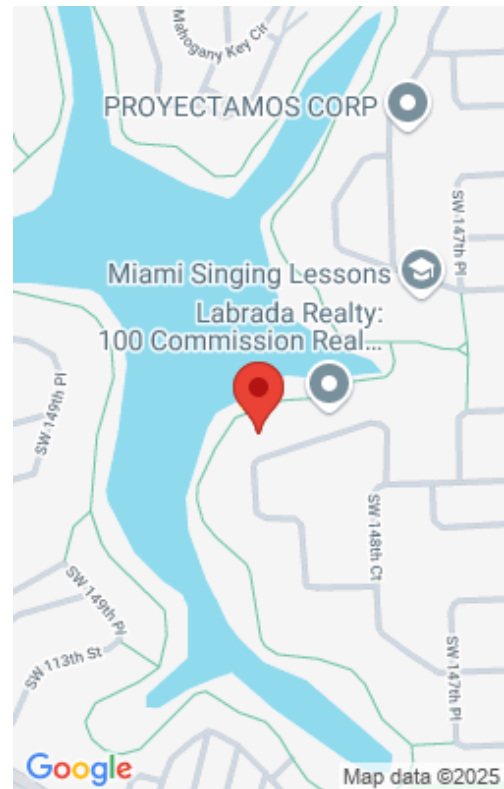 Mahogany Key Cir
PROYECTAMOS CORP
SW 147th Pl
Miami Singing Lessons
Labrada Realty:
100 Commission Real...
SW 149th Pl
SW 148th Ct
SW 149th Pl
SW 113th St
SW 147th Pl
Google
Map data ©2025